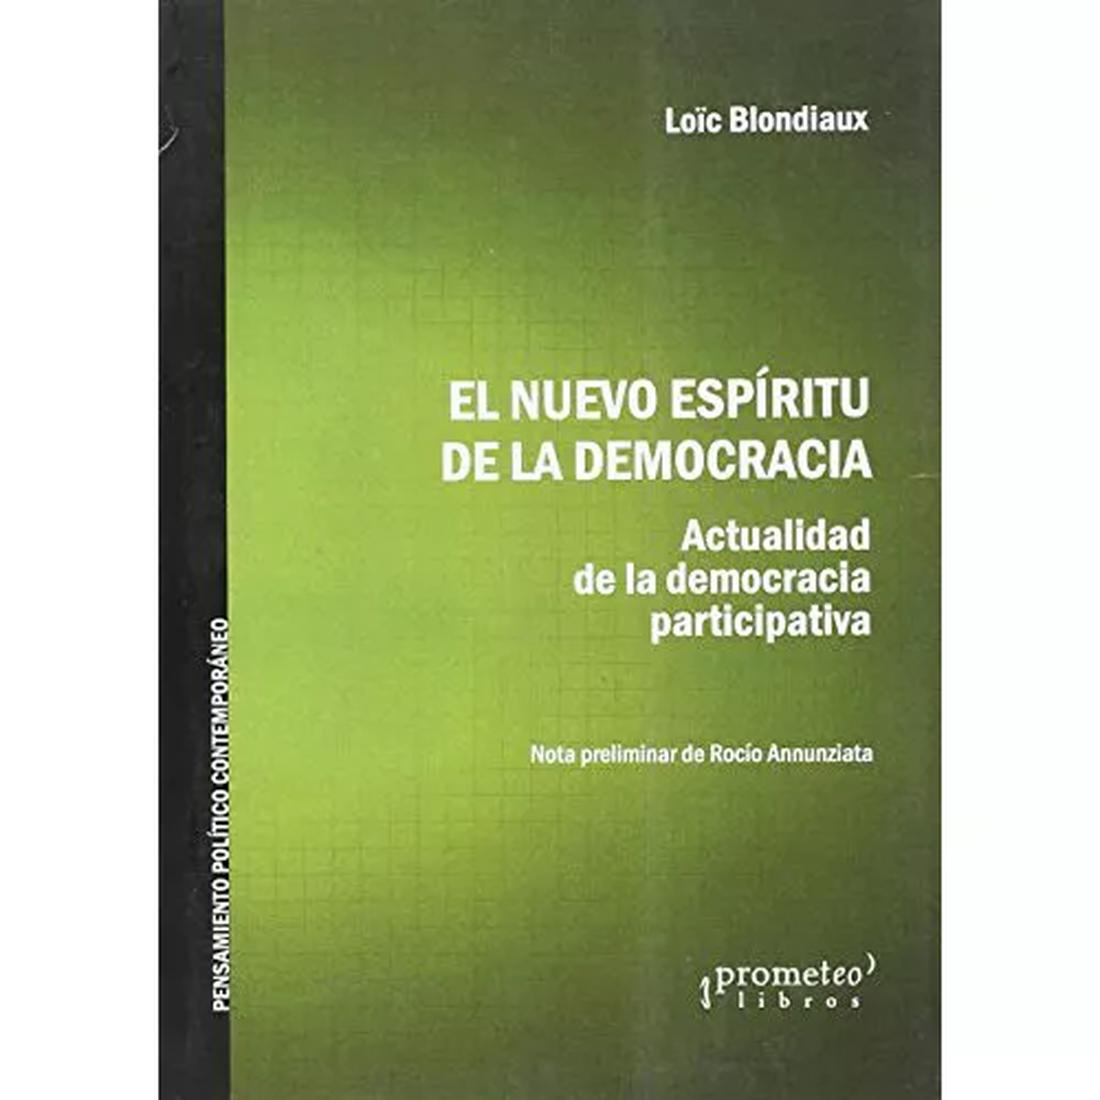 Loïc Blondiaux
EL NUEVO ESPÍRITU
DE LA DEMOCRACIA
Actualidad
de la democracia
participativa
Nota preliminar de Rocío Annunziata
PENSAMIENTO POLÍTICO CONTEMPORÁNEO
prometeo
libros